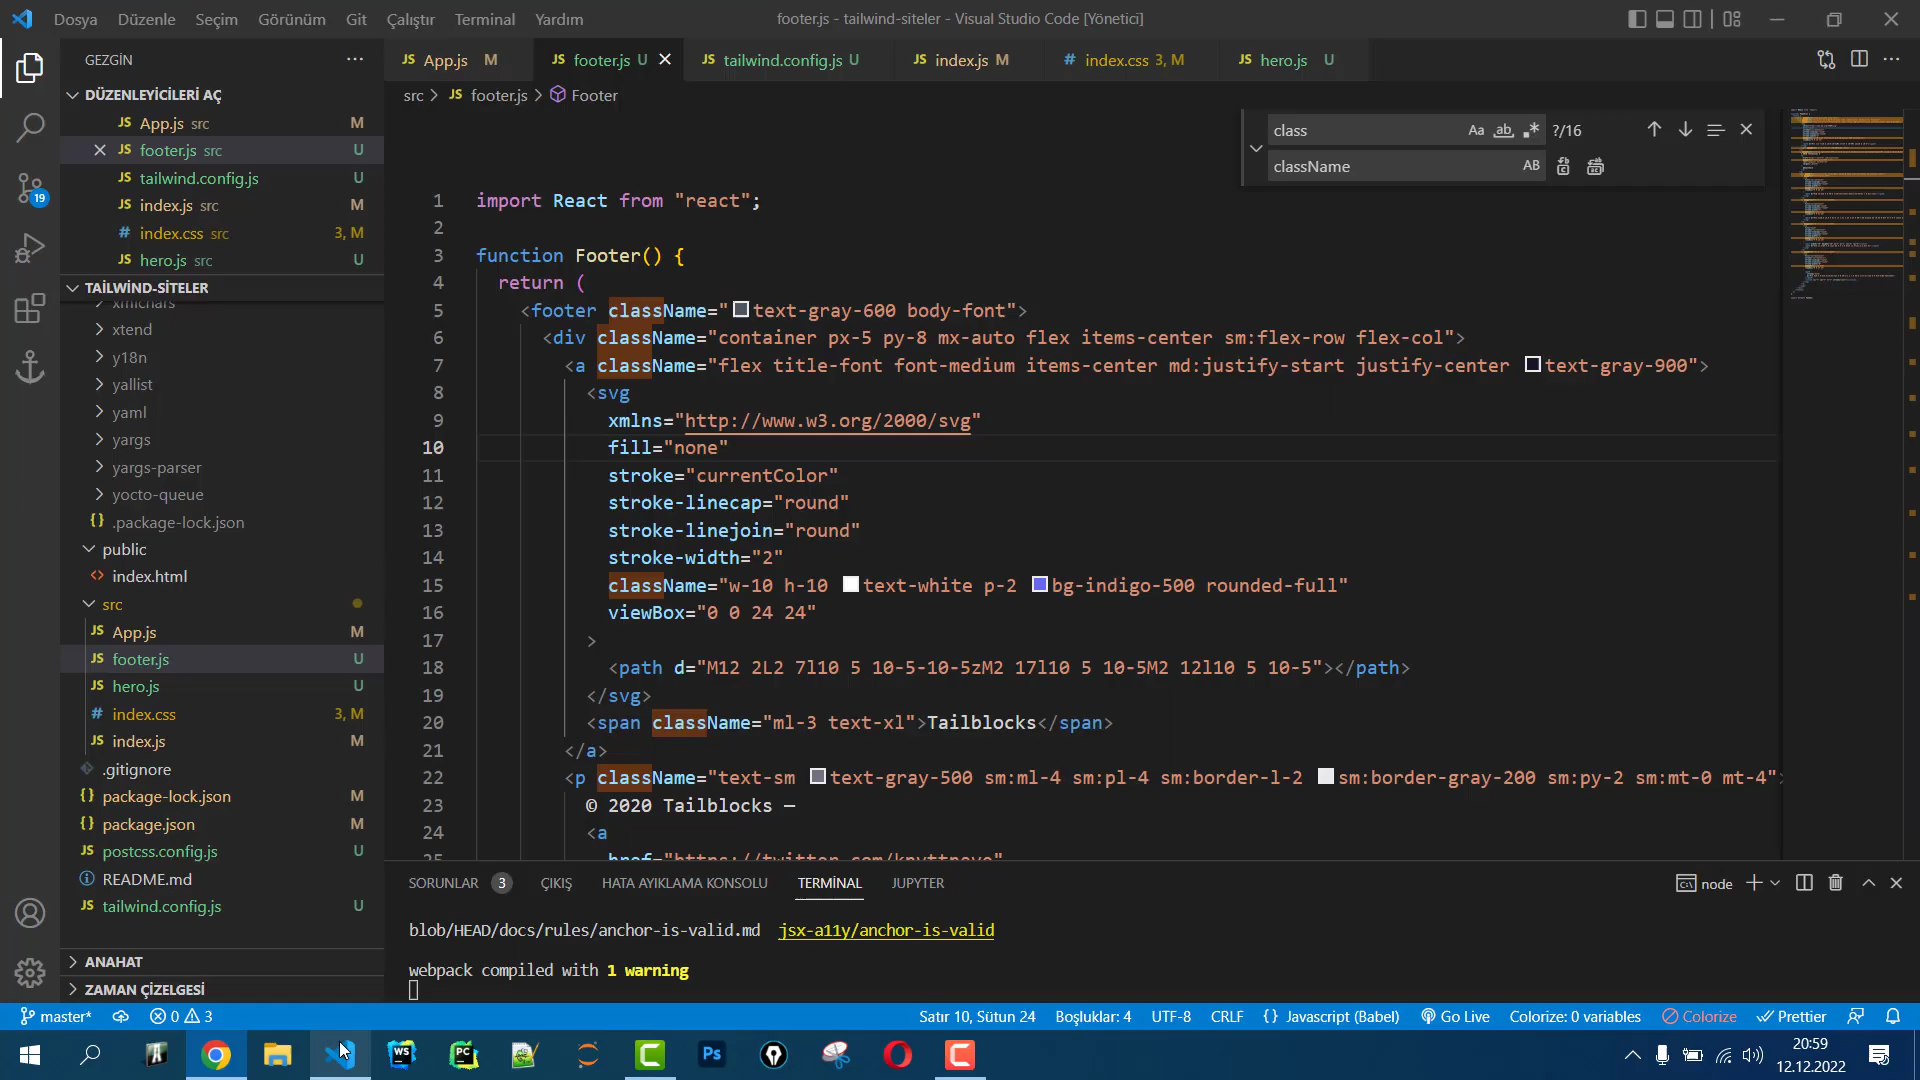 Dosya Düzenle Seçim Görünüm Git Çalıştır Terminal Yardım
footer.js - tailwind-siteler - Visual Studio Code [Yönetici]
GEZGİN
DÜZENLEYİCİLERİ AÇ
App.js src M
footer.js src U
tailwind.config.js U
index.js src M
index.css src 3, M
hero.js src U
TAİLWİND-SİTELER
xtend
y18n
yallist
yaml
yargs
yargs-parser
yocto-queue
.package-lock.json
public
index.html
src
App.js M
footer.js U
hero.js U
index.css 3, M
index.js M
.gitignore
package-lock.json M
package.json M
postcss.config.js U
README.md
tailwind.config.js U
ANAHAT
ZAMAN ÇİZELGESİ
19
App.js M footer.js U tailwind.config.js U index.js M index.css 3, M hero.js U
src > footer.js > Footer
class Aa ab ?/16
className AB
1 import React from "react";
2
3 function Footer() {
4 return (
5 <footer className="text-gray-600 body-font">
6 <div className="container px-5 py-8 mx-auto flex items-center sm:flex-row flex-col">
7 <a className="flex title-font font-medium items-center md:justify-start justify-center text-gray-900">
8 <svg
9 xmlns="http://www.w3.org/2000/svg"
10 fill="none"
11 stroke="currentColor"
12 stroke-linecap="round"
13 stroke-linejoin="round"
14 stroke-width="2"
15 className="w-10 h-10 text-white p-2 bg-indigo-500 rounded-full"
16 viewBox="0 0 24 24"
17 >
18 <path d="M12 2L2 7l10 5 10-5-10-5zM2 17l10 5 10-5M2 12l10 5 10-5"></path>
19 </svg>
20 <span className="ml-3 text-xl">Tailblocks</span>
21 </a>
22 <p className="text-sm text-gray-500 sm:ml-4 sm:pl-4 sm:border-l-2 sm:border-gray-200 sm:py-2 sm:mt-0 mt-4">
23 © 2020 Tailblocks —
24 <a
SORUNLAR 3 ÇIKIŞ HATA AYIKLAMA KONSOLU TERMİNAL JUPYTER
node
blob/HEAD/docs/rules/anchor-is-valid.md jsx-a11y/anchor-is-valid
webpack compiled with 1 warning
master* 0 3 Satır 10, Sütun 24 Boşluklar: 4 UTF-8 CRLF {} Javascript (Babel) Go Live Colorize: 0 variables Colorize Prettier
WS PC Ps
20:59
12.12.2022